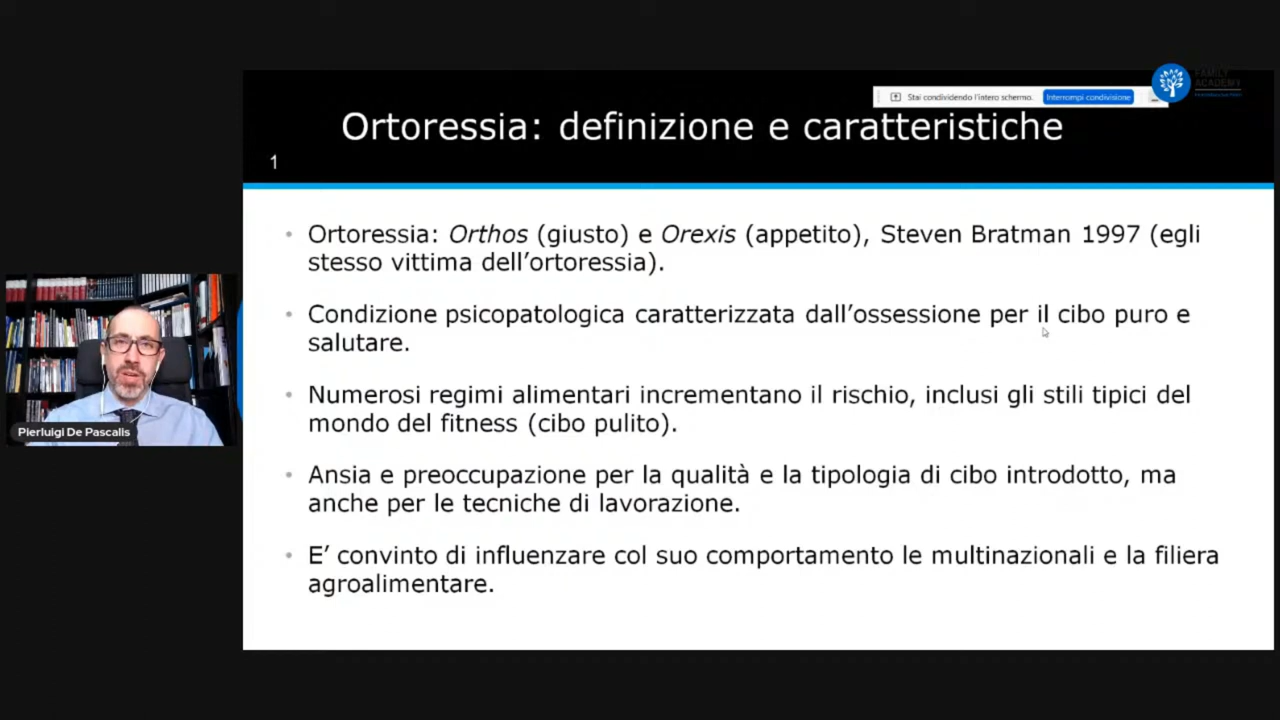 FAMILY
ACADEMY
Stai condividendo l'intero schermo. Interrompi condivisione
Ortoressia: definizione e caratteristiche
1
• Ortoressia: Orthos (giusto) e Orexis (appetito), Steven Bratman 1997 (egli
stesso vittima dell’ortoressia).
• Condizione psicopatologica caratterizzata dall’ossessione per il cibo puro e
salutare.
• Numerosi regimi alimentari incrementano il rischio, inclusi gli stili tipici del
mondo del fitness (cibo pulito).
• Ansia e preoccupazione per la qualità e la tipologia di cibo introdotto, ma
anche per le tecniche di lavorazione.
• E’ convinto di influenzare col suo comportamento le multinazionali e la filiera
agroalimentare.
Pierluigi De Pascalis